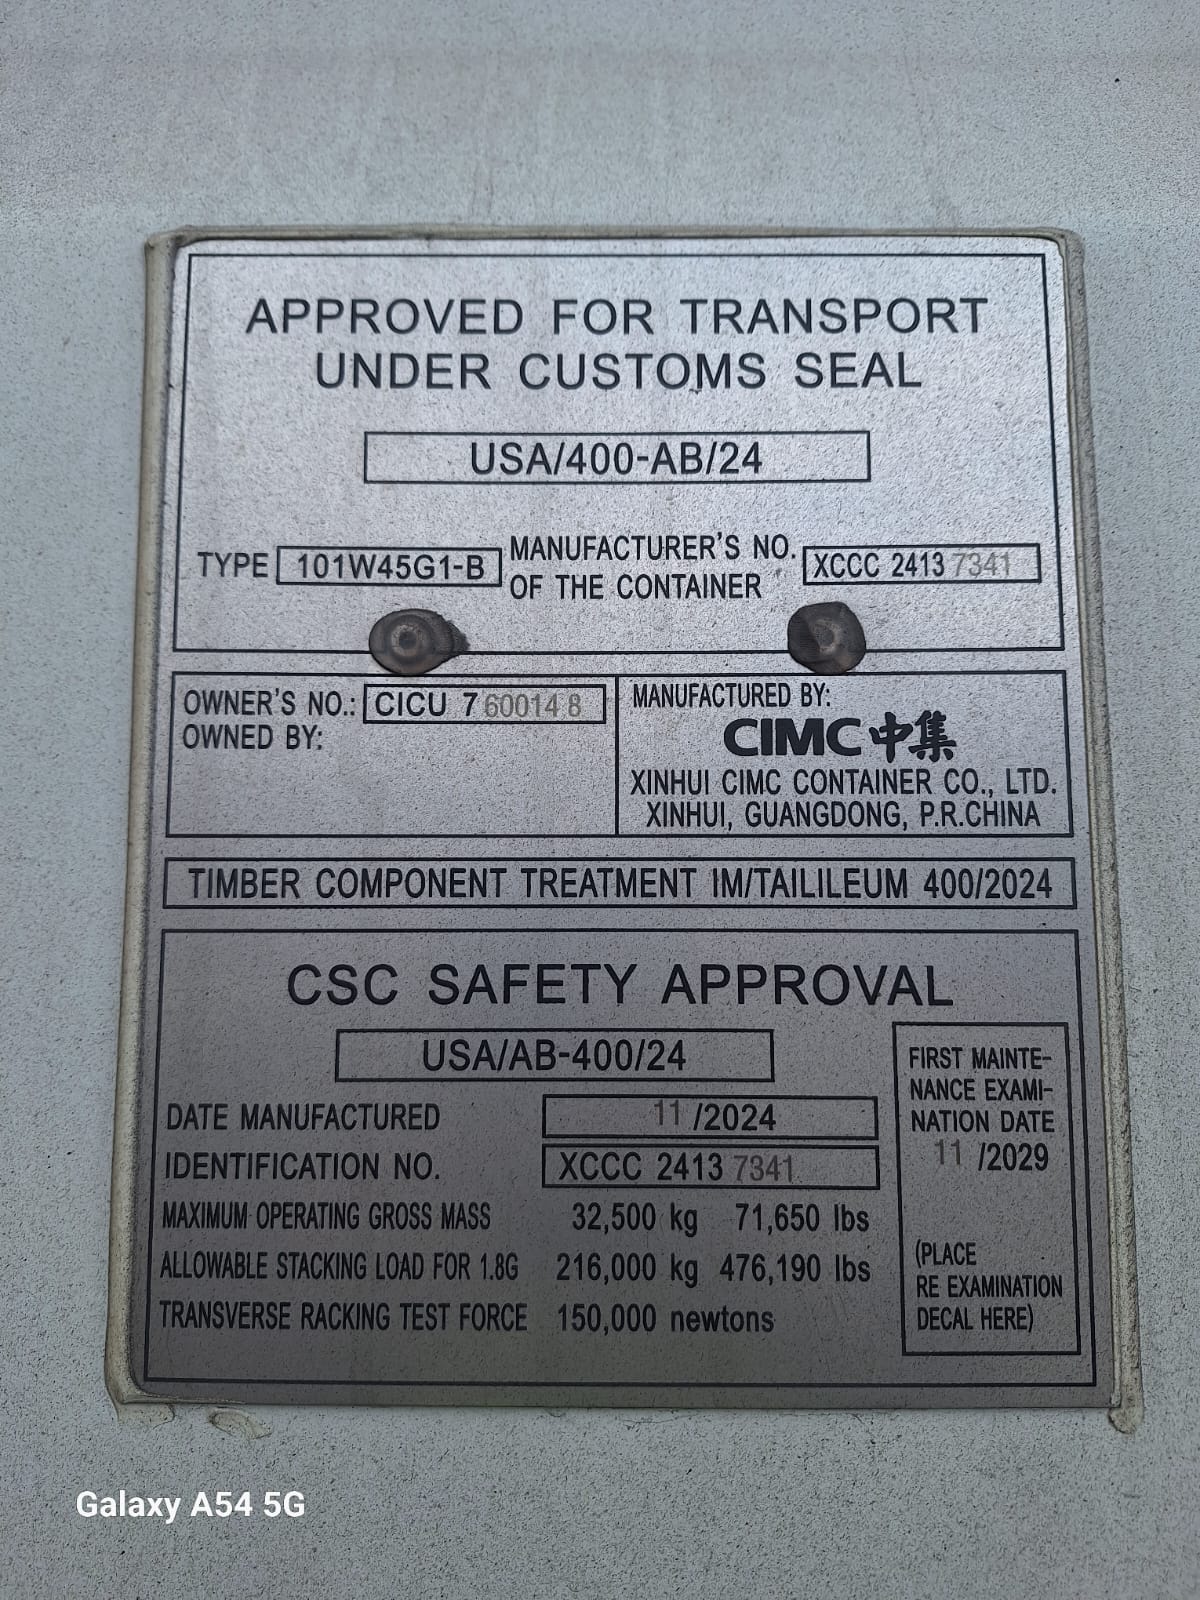 APPROVED FOR TRANSPORT
UNDER CUSTOMS SEAL
USA/400-AB/24
TYPE 101W45G1-B MANUFACTURER'S NO. OF THE CONTAINER XCCC 2413 7341
OWNER'S NO.: CICU 7 60014 8
OWNED BY:
MANUFACTURED BY:
CIMC 中集
XINHUI CIMC CONTAINER CO., LTD.
XINHUI, GUANGDONG, P.R.CHINA
TIMBER COMPONENT TREATMENT IM/TAILILEUM 400/2024
CSC SAFETY APPROVAL
USA/AB-400/24
DATE MANUFACTURED 11 /2024
IDENTIFICATION NO. XCCC 2413 7341
MAXIMUM OPERATING GROSS MASS 32,500 kg 71,650 lbs
ALLOWABLE STACKING LOAD FOR 1.8G 216,000 kg 476,190 lbs
TRANSVERSE RACKING TEST FORCE 150,000 newtons
FIRST MAINTE-
NANCE EXAMI-
NATION DATE
11 /2029
(PLACE
RE EXAMINATION
DECAL HERE)
Galaxy A54 5G